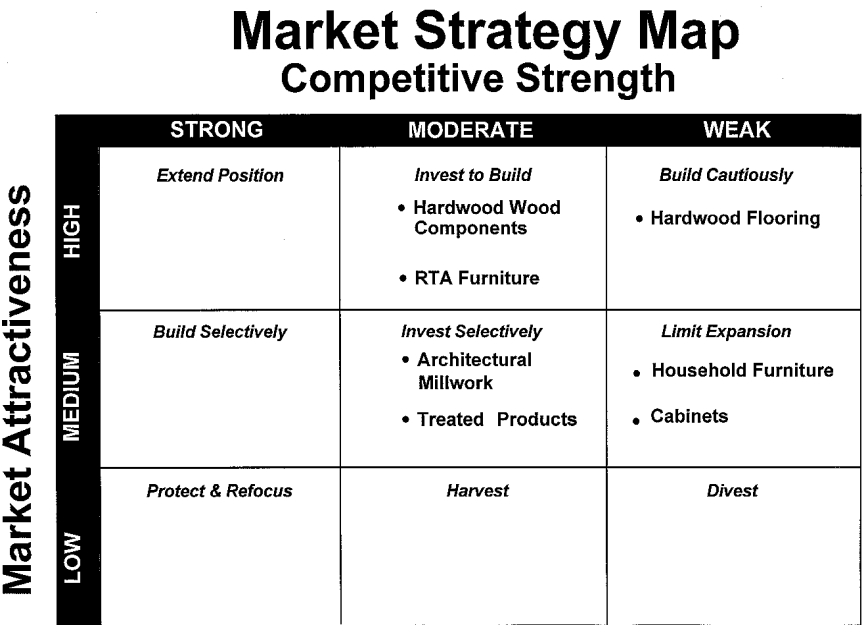 Market Strategy Map
Competitive Strength
Market Attractiveness
STRONG
MODERATE
WEAK
HIGH
Extend Position
Invest to Build
• Hardwood Wood
Components
• RTA Furniture
Build Cautiously
• Hardwood Flooring
MEDIUM
Build Selectively
Invest Selectively
• Architectural
Millwork
• Treated Products
Limit Expansion
• Household Furniture
• Cabinets
LOW
Protect & Refocus
Harvest
Divest